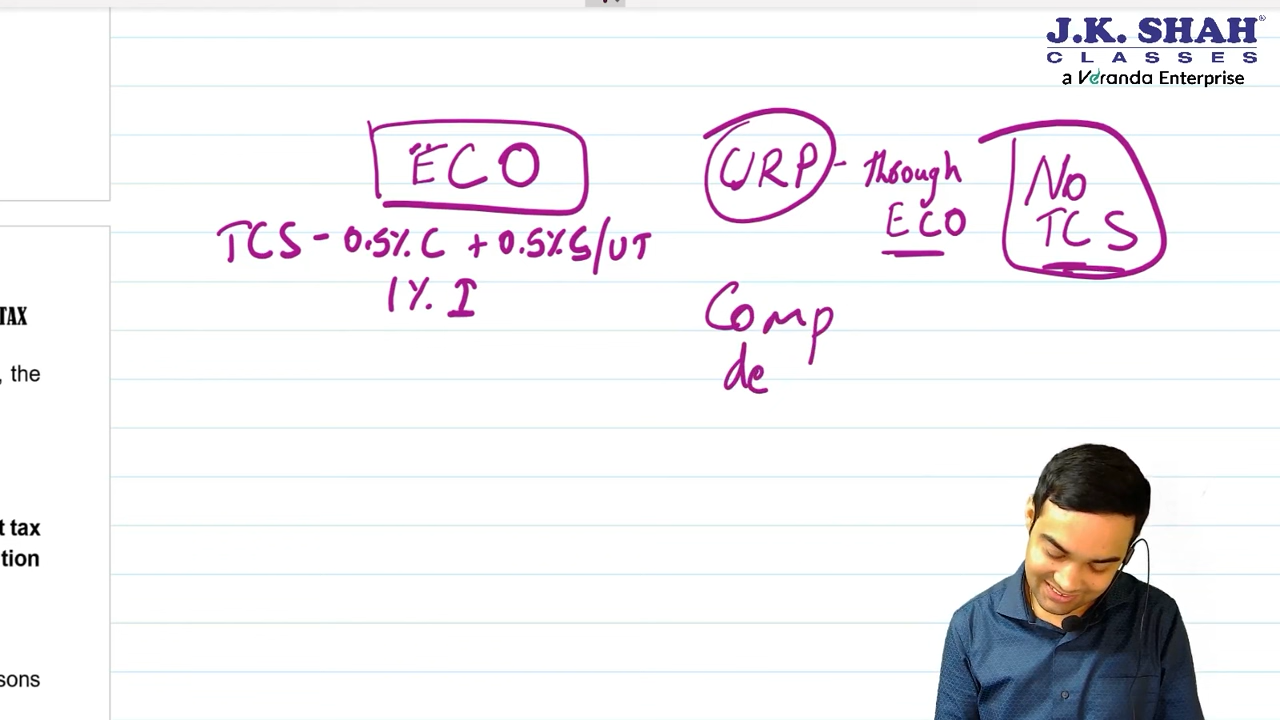 J.K. SHAH®
CLASSES
a Veranda Enterprise
ECO
TCS - 0.5% C + 0.5% S/UT
1% I
URP - through
ECO
No
TCS
Comp
de
TAX
, the
t tax
tion
sons